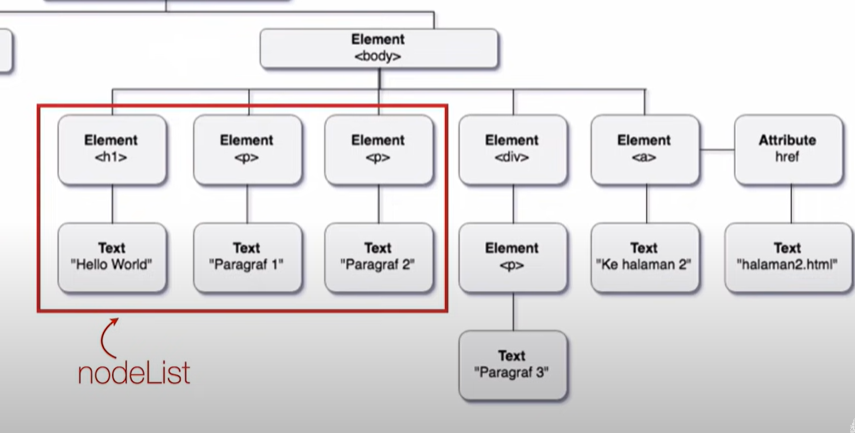 Element
<body>
Element
<h1>
Element
<p>
Element
<p>
Element
<div>
Element
<a>
Attribute
href
Text
"Hello World"
Text
"Paragraf 1"
Text
"Paragraf 2"
Element
<p>
Text
"Ke halaman 2"
Text
"halaman2.html"
Text
"Paragraf 3"
nodeList